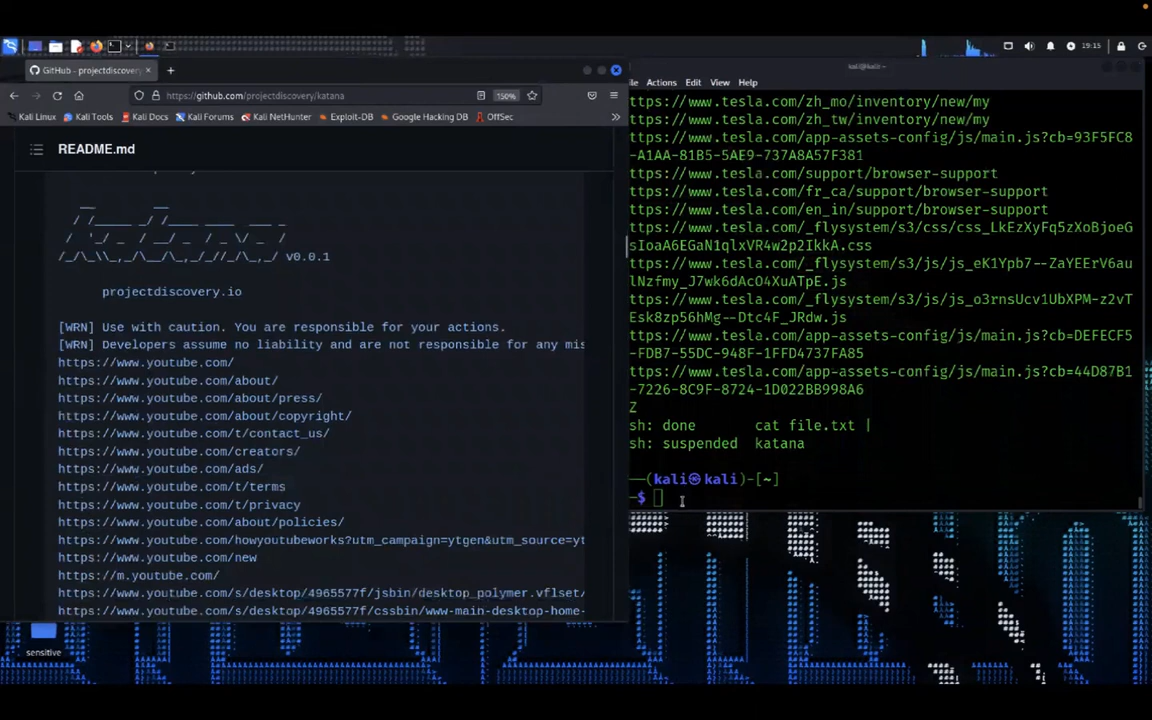 19:15
GitHub - projectdiscovery
https://github.com/projectdiscovery/katana
150%
Kali Linux
Kali Tools
Kali Docs
Kali Forums
Kali NetHunter
Exploit-DB
Google Hacking DB
OffSec
README.md
v0.0.1
projectdiscovery.io
[WRN] Use with caution. You are responsible for your actions.
[WRN] Developers assume no liability and are not responsible for any mis
https://www.youtube.com/
https://www.youtube.com/about/
https://www.youtube.com/about/press/
https://www.youtube.com/about/copyright/
https://www.youtube.com/t/contact_us/
https://www.youtube.com/creators/
https://www.youtube.com/ads/
https://www.youtube.com/t/terms
https://www.youtube.com/t/privacy
https://www.youtube.com/about/policies/
https://www.youtube.com/howyoutubeworks?utm_campaign=ytgen&utm_source=yt
https://www.youtube.com/new
https://m.youtube.com/
https://www.youtube.com/s/desktop/4965577f/jsbin/desktop_polymer.vflset/
https://www.youtube.com/s/desktop/4965577f/cssbin/www-main-desktop-home-
sensitive
kali@kali: ~
le Actions Edit View Help
ttps://www.tesla.com/zh_mo/inventory/new/my
ttps://www.tesla.com/zh_tw/inventory/new/my
ttps://www.tesla.com/app-assets-config/js/main.js?cb=93F5FC8
-A1AA-81B5-5AE9-737A8A57F381
ttps://www.tesla.com/support/browser-support
ttps://www.tesla.com/fr_ca/support/browser-support
ttps://www.tesla.com/en_in/support/browser-support
ttps://www.tesla.com/_flysystem/s3/css/css_LkEzXyFq5zXoBjoeG
sIoaA6EGaN1qlxVR4w2p2IkkA.css
ttps://www.tesla.com/_flysystem/s3/js/js_eK1Ypb7--ZaYEErV6au
lNzfmy_J7wk6dAcO4XuATpE.js
ttps://www.tesla.com/_flysystem/s3/js/js_o3rnsUcv1UbXPM-z2vT
Esk8zp56hMg--Dtc4F_JRdw.js
ttps://www.tesla.com/app-assets-config/js/main.js?cb=DEFECF5
-FDB7-55DC-948F-1FFD4737FA85
ttps://www.tesla.com/app-assets-config/js/main.js?cb=44D87B1
-7226-8C9F-8724-1D022BB998A6
Z
sh: done cat file.txt |
sh: suspended katana
(kali㉿kali)-[~]
~$